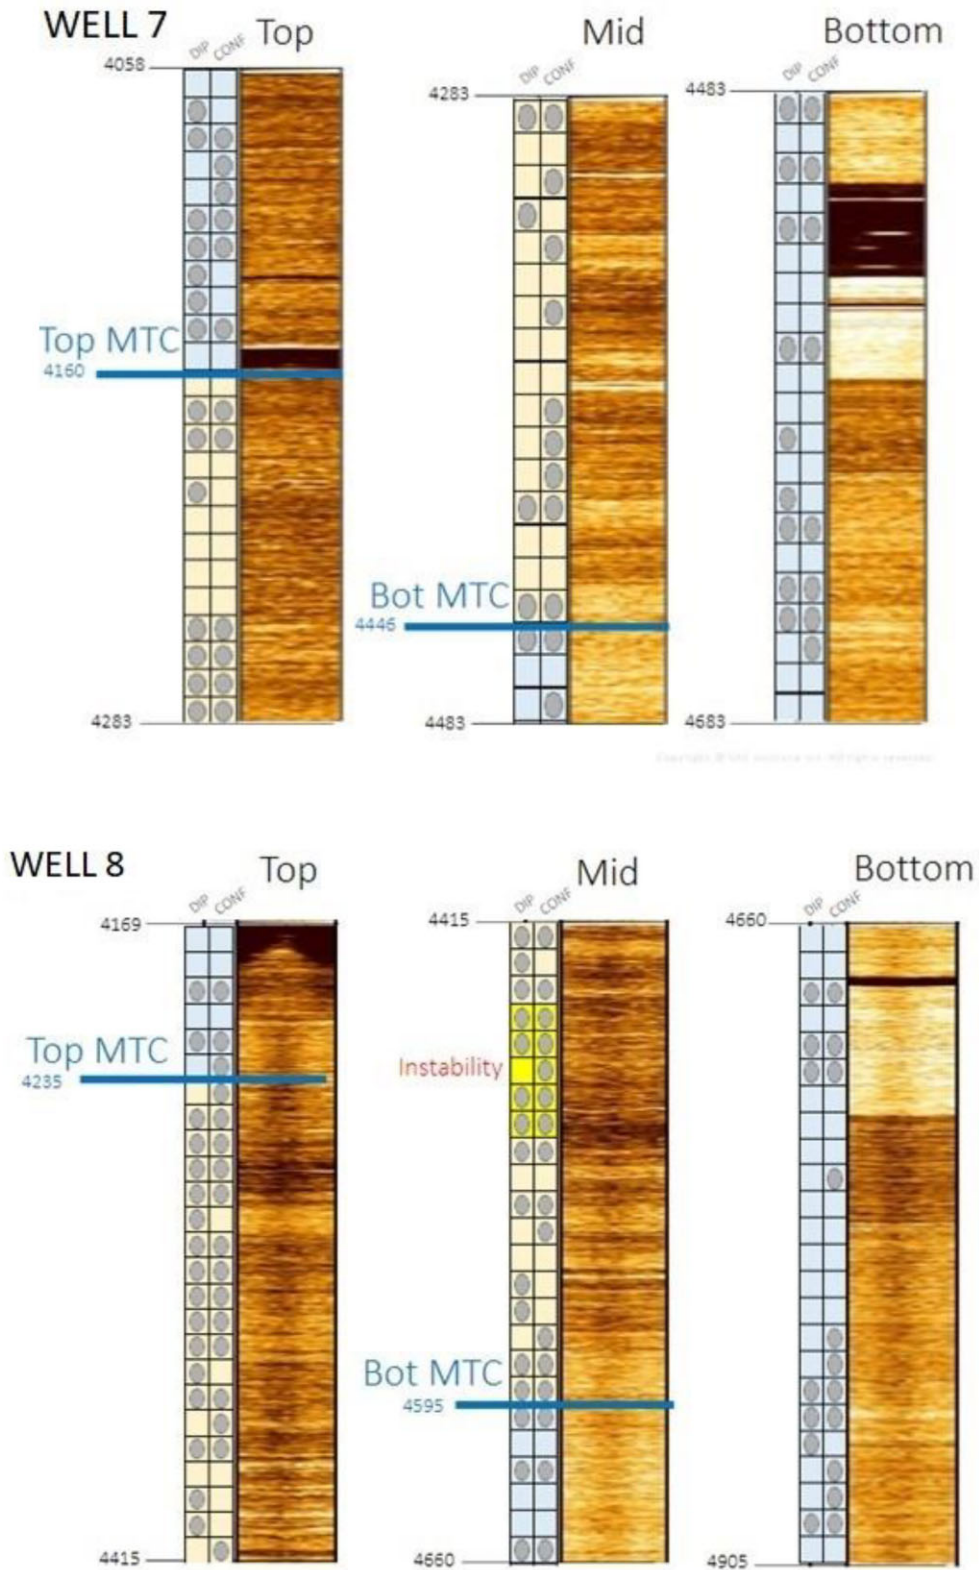 WELL 7
Top
Mid
Bottom
DIP CONF
DIP CONF
DIP CONF
4058
4283
4483
Top MTC
4160
Bot MTC
4446
4283
4483
4683
WELL 8
Top
Mid
Bottom
DIP CONF
DIP CONF
DIP CONF
4169
4415
4660
Top MTC
4235
Instability
Bot MTC
4595
4415
4660
4905